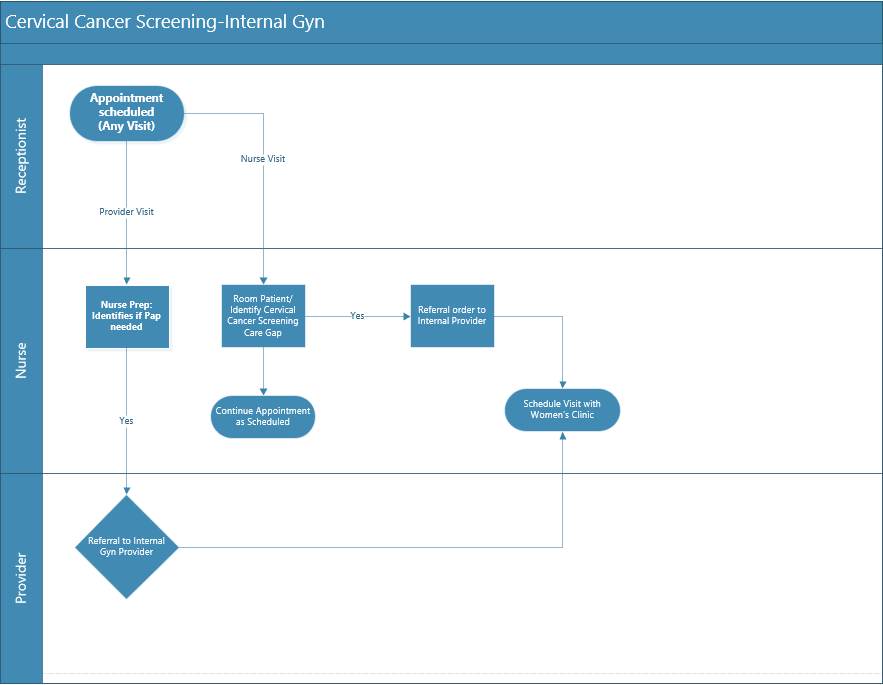 Cervical Cancer Screening-Internal Gyn
Receptionist
Appointment
scheduled
(Any Visit)
Nurse Visit
Provider Visit
Nurse
Nurse Prep:
Identifies if Pap
needed
Room Patient/
Identify Cervical
Cancer Screening
Care Gap
Yes
Referral order to
Internal Provider
Continue Appointment
as Scheduled
Schedule Visit with
Women's Clinic
Yes
Provider
Referral to Internal
Gyn Provider